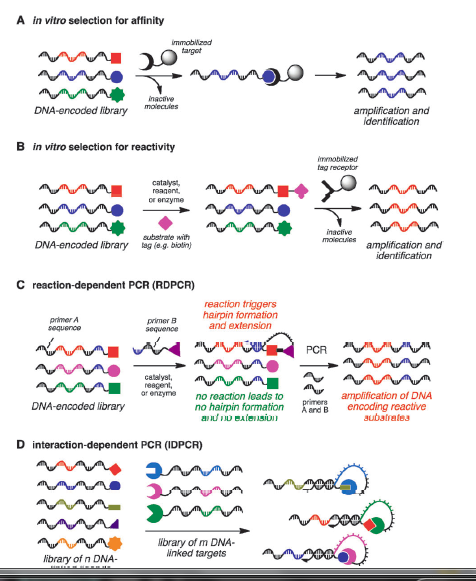 A in vitro selection for affinity
immobilized
target
inactive
molecules
DNA-encoded library
amplification and
identification
B in vitro selection for reactivity
catalyst,
reagent,
or enzyme
substrate with
tag (e.g. biotin)
immobilized
tag receptor
inactive
molecules
DNA-encoded library
amplification and
identification
C reaction-dependent PCR (RDPCR)
primer A
sequence
primer B
sequence
catalyst,
reagent,
or enzyme
DNA-encoded library
reaction triggers
hairpin formation
and extension
no reaction leads to
no hairpin formation
and no extension
PCR
primers
A and B
amplification of DNA
encoding reactive
substrates
D interaction-dependent PCR (IDPCR)
library of n DNA-
library of m DNA-
linked targets